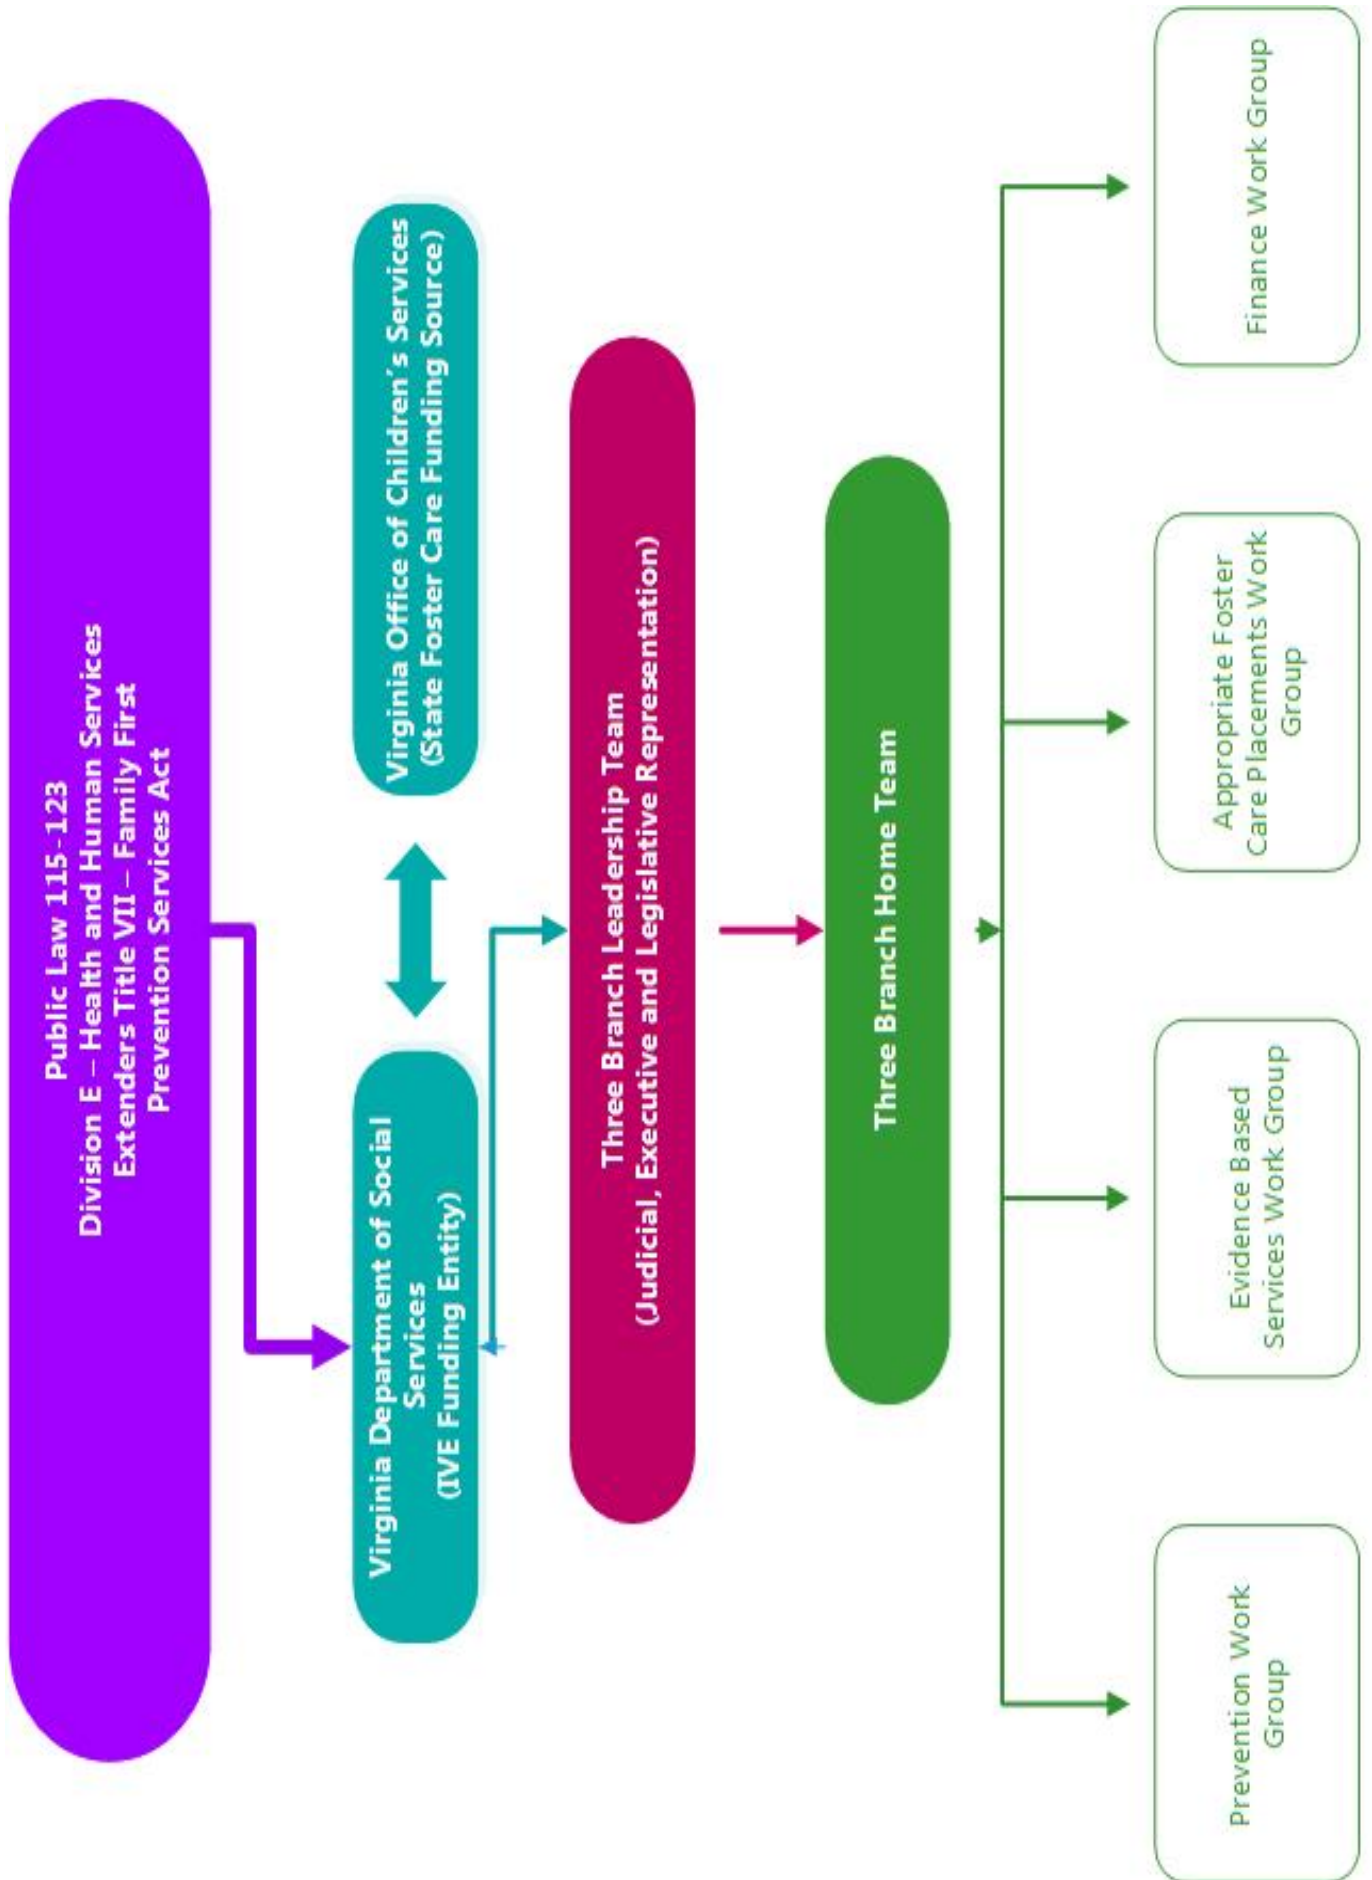 Public Law 115-123
Division E – Health and Human Services
Extenders Title VII – Family First
Prevention Services Act
Virginia Department of Social
Services
(IVE Funding Entity)
Virginia Office of Children's Services
(State Foster Care Funding Source)
Three Branch Leadership Team
(Judicial, Executive and Legislative Representation)
Three Branch Home Team
Prevention Work
Group
Evidence Based
Services Work Group
Appropriate Foster
Care Placements Work
Group
Finance Work Group